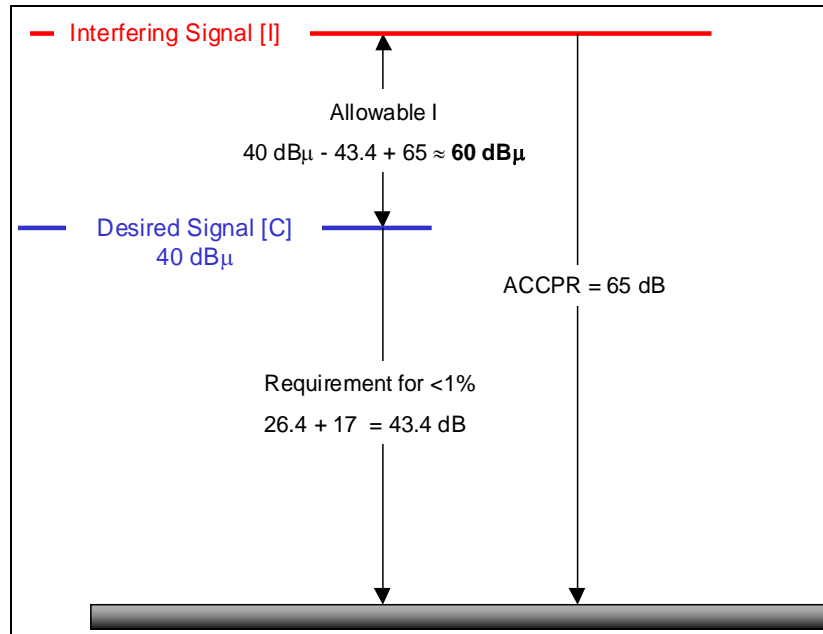 Interfering Signal [I]
Allowable I
40 dBμ - 43.4 + 65 ≈ 60 dBμ
Desired Signal [C]
40 dBμ
ACCPR = 65 dB
Requirement for <1%
26.4 + 17 = 43.4 dB